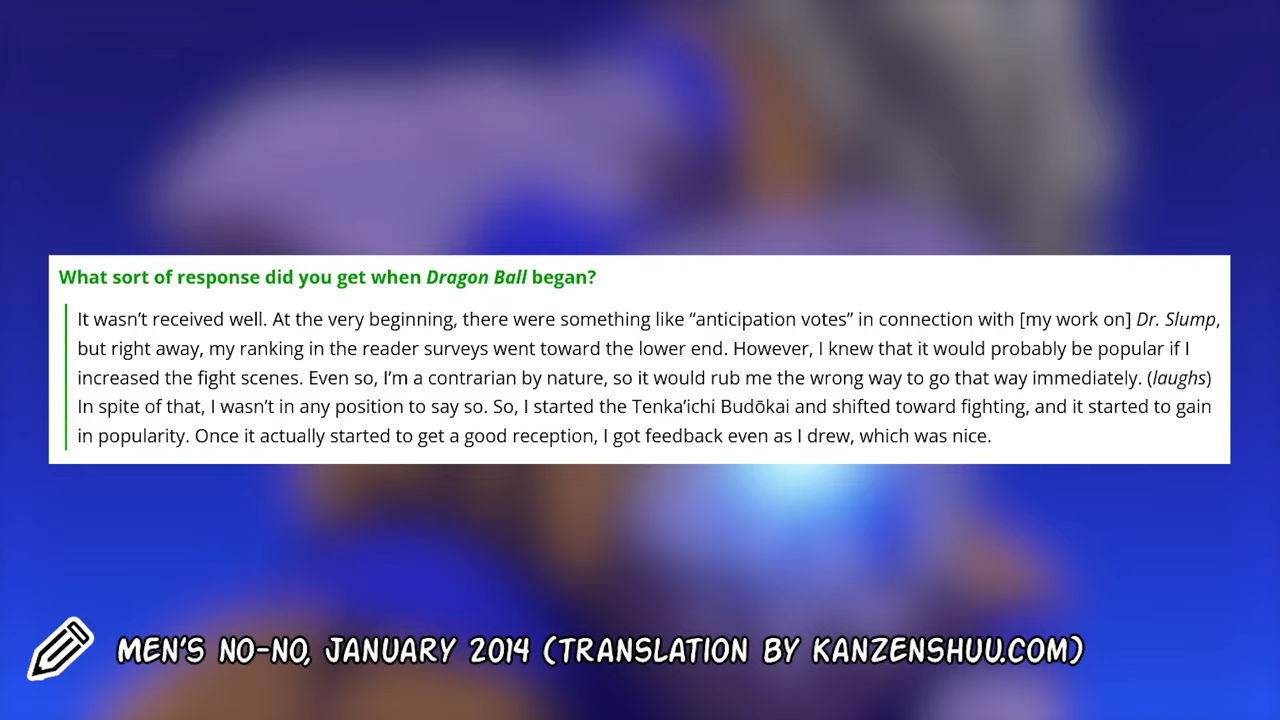 What sort of response did you get when Dragon Ball began?
It wasn’t received well. At the very beginning, there were something like “anticipation votes” in connection with [my work on] Dr. Slump,
but right away, my ranking in the reader surveys went toward the lower end. However, I knew that it would probably be popular if I
increased the fight scenes. Even so, I’m a contrarian by nature, so it would rub me the wrong way to go that way immediately. (laughs)
In spite of that, I wasn’t in any position to say so. So, I started the Tenka’ichi Budōkai and shifted toward fighting, and it started to gain
in popularity. Once it actually started to get a good reception, I got feedback even as I drew, which was nice.
MEN'S NO-NO, JANUARY 2014 (TRANSLATION BY KANZENSHUU.COM)